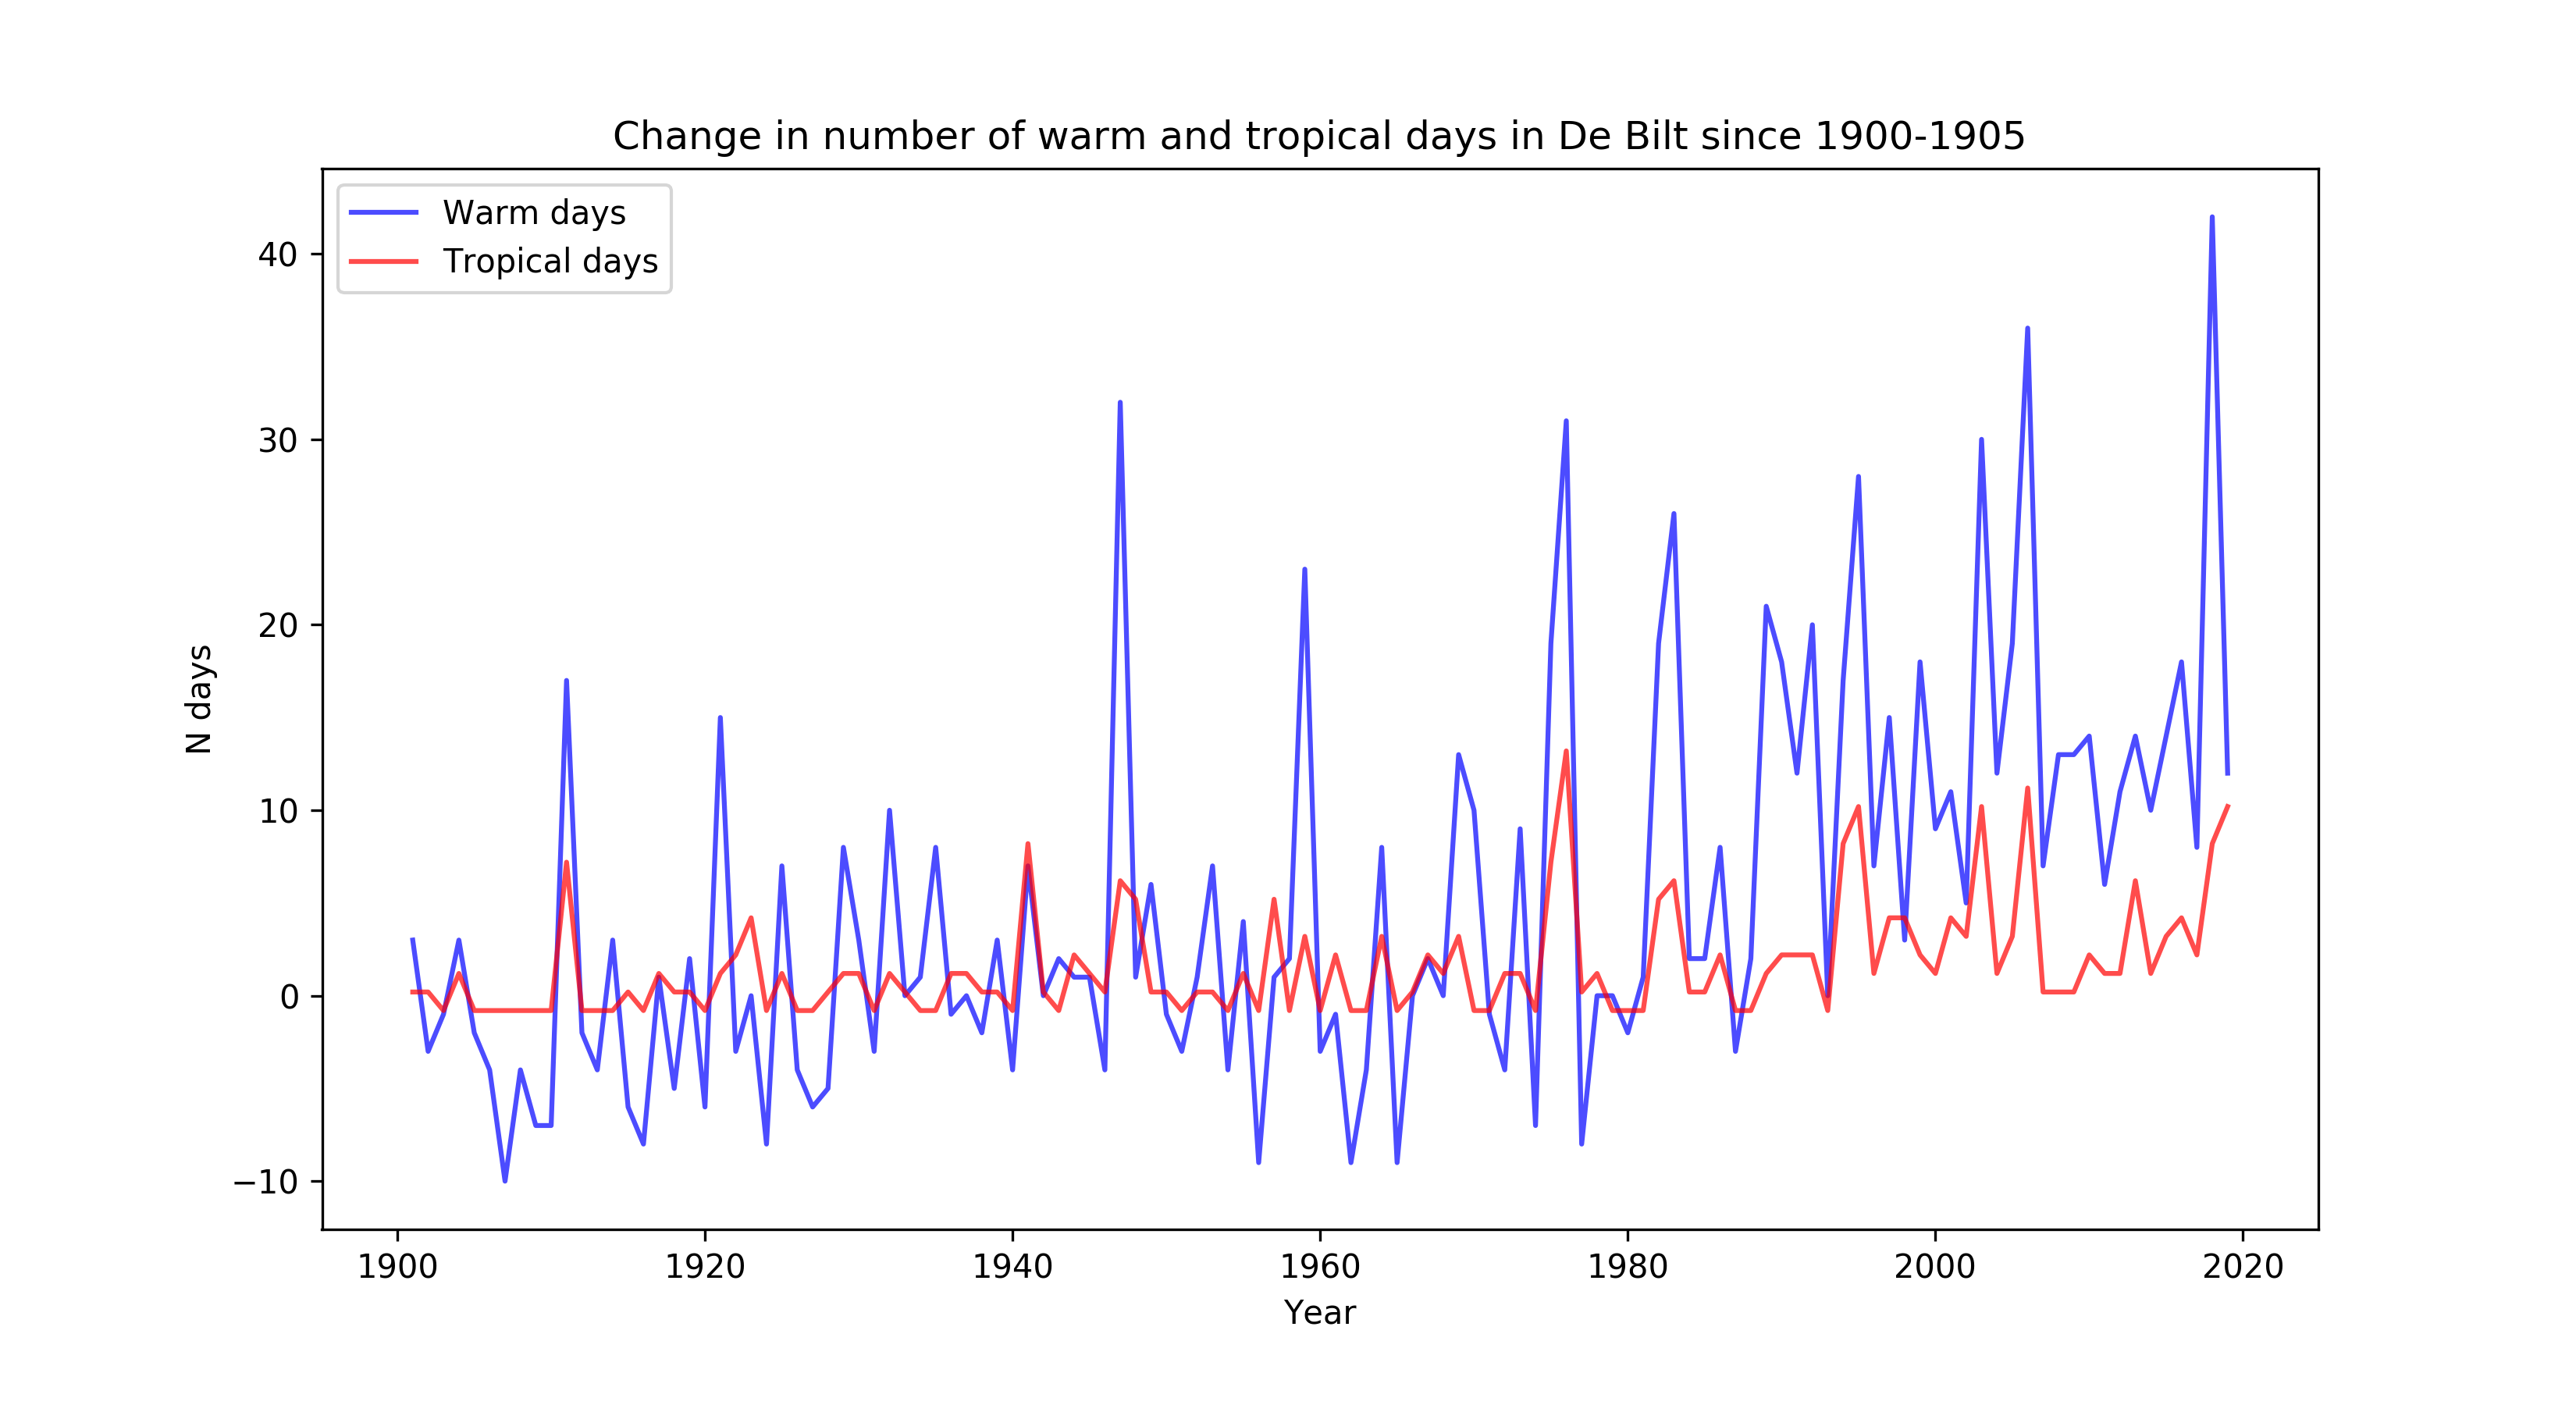 Change in number of warm and tropical days in De Bilt since 1900-1905
Warm days
Tropical days
40
30
20
10
0
−10
N days
1900 1920 1940 1960 1980 2000 2020
Year